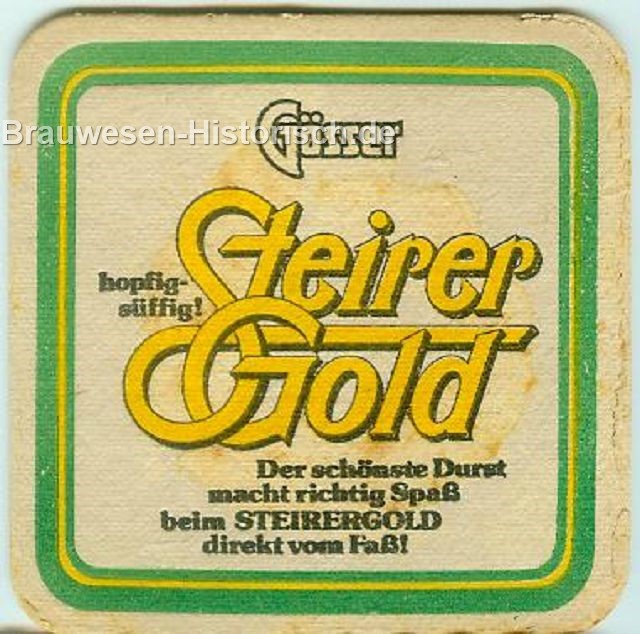 Brauwesen-Historisch.de
Gösser
Steirer
hopfig-
süffig!
Gold
Der schönste Durst
macht richtig Spaß
beim STEIRERGOLD
direkt vom Faß!